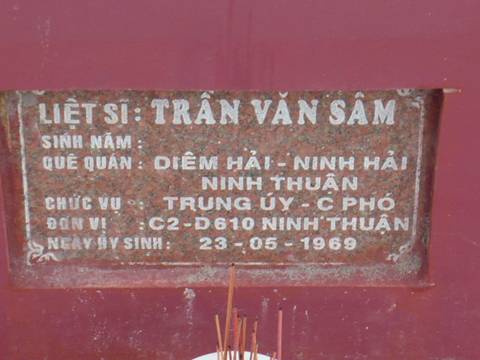 LIỆT SĨ : TRẦN VĂN SÂM
SINH NĂM :
QUÊ QUÁN : DIÊM HẢI - NINH HẢI
NINH THUẬN
CHỨC VỤ : TRUNG ÚY - C PHÓ
ĐƠN VỊ : C2-D610 NINH THUẬN
NGÀY HY SINH : 23-05-1969